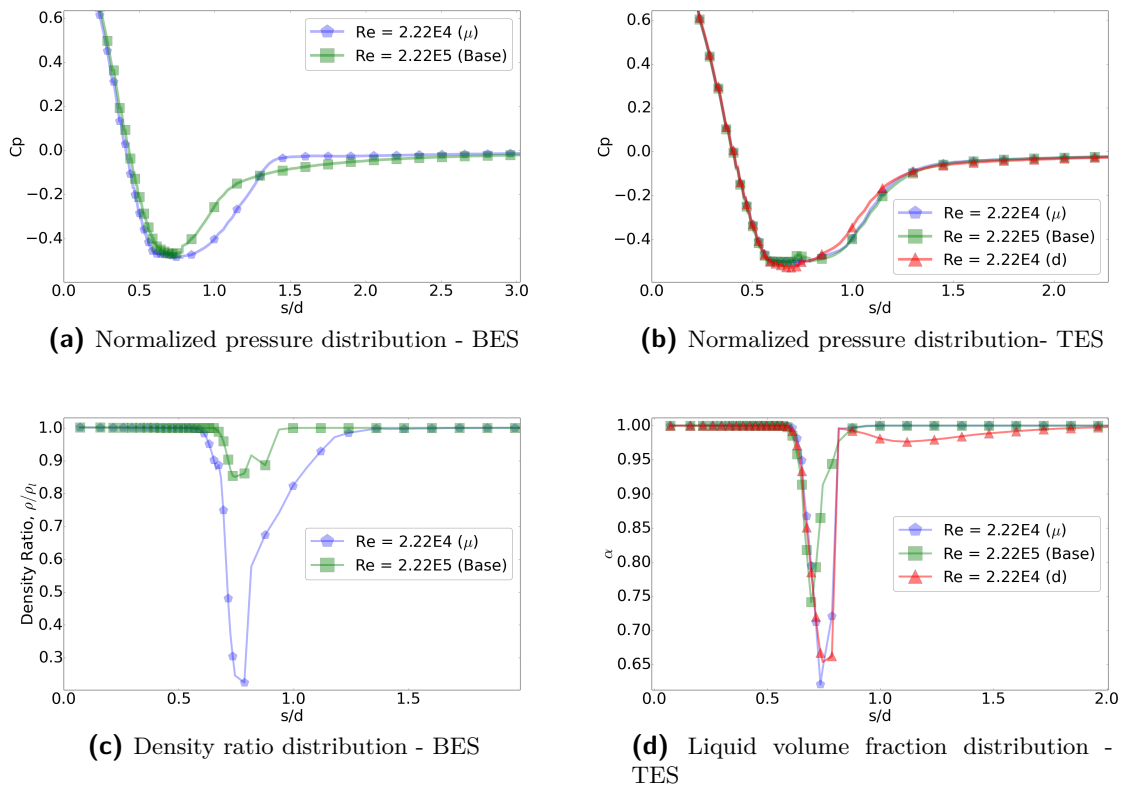 0.6
0.4
0.2
0.0
−0.2
−0.4
Cp
0.0 0.5 1.0 1.5 2.0 2.5 3.0
s/d
Re = 2.22E4 (μ)
Re = 2.22E5 (Base)
(a) Normalized pressure distribution - BES
0.6
0.4
0.2
0.0
−0.2
−0.4
Cp
0.0 0.5 1.0 1.5 2.0
s/d
Re = 2.22E4 (μ)
Re = 2.22E5 (Base)
Re = 2.22E4 (d)
(b) Normalized pressure distribution- TES
1.0
0.9
0.8
0.7
0.6
0.5
0.4
0.3
Density Ratio, ρ/ρₗ
0.0 0.5 1.0 1.5
s/d
Re = 2.22E4 (μ)
Re = 2.22E5 (Base)
(c) Density ratio distribution - BES
1.00
0.95
0.90
0.85
0.80
0.75
0.70
0.65
α
0.0 0.5 1.0 1.5 2.0
s/d
Re = 2.22E4 (μ)
Re = 2.22E5 (Base)
Re = 2.22E4 (d)
(d) Liquid volume fraction distribution -
TES